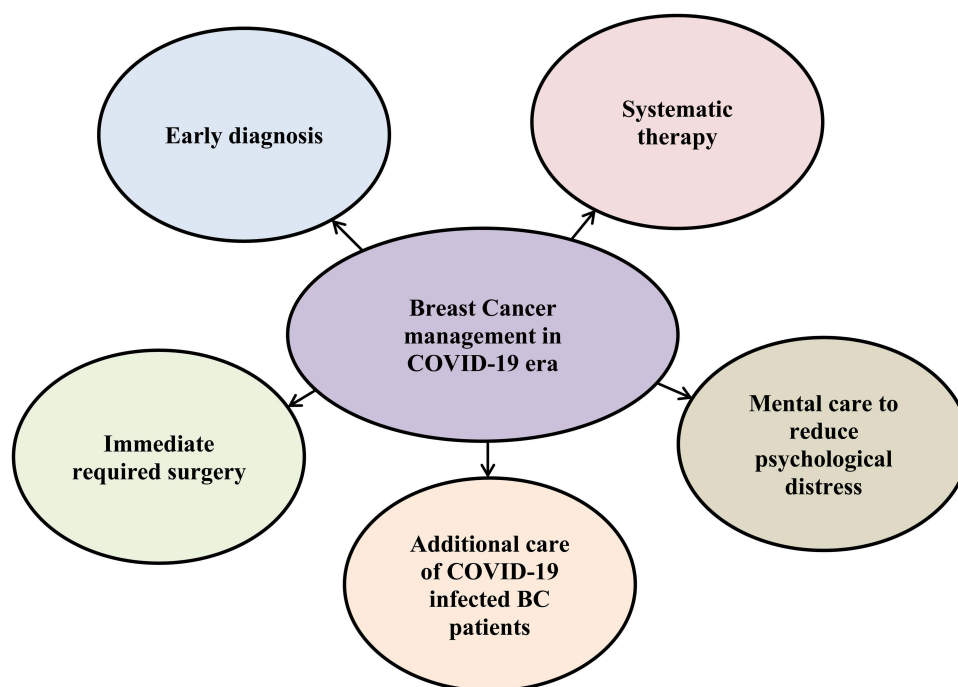 Early diagnosis
Systematic
therapy
Breast Cancer
management in
COVID-19 era
Immediate
required surgery
Mental care to
reduce
psychological
distress
Additional care
of COVID-19
infected BC
patients